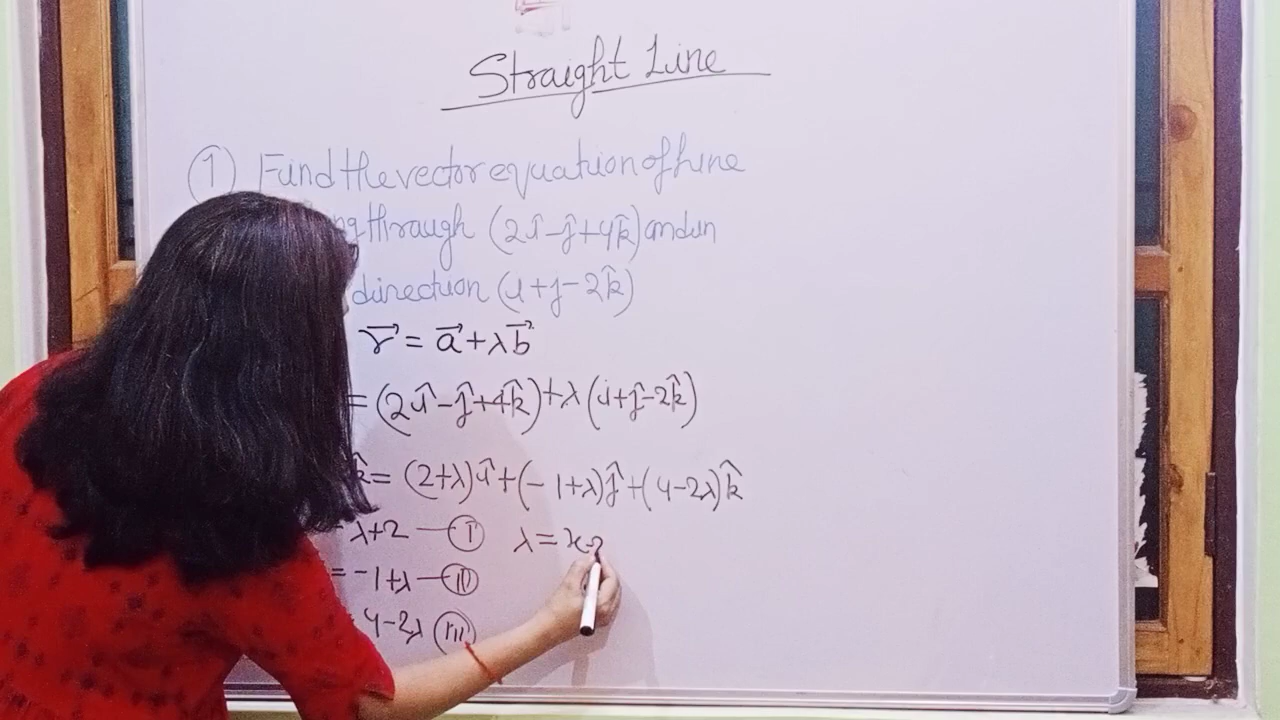 Straight Line
① Find the vector equation of line
through (2î-ĵ+4k̂) and in
direction (i+j-2k̂)
r⃗ = a⃗+λb⃗
= (2î-ĵ+4k̂)+λ(i+ĵ-2k̂)
k̂= (2+λ)î+(-1+λ)ĵ+(4-2λ)k̂
λ+2 — Ⓘ λ=x-2
= -1+λ — Ⓘⓘ
4-2λ (III)